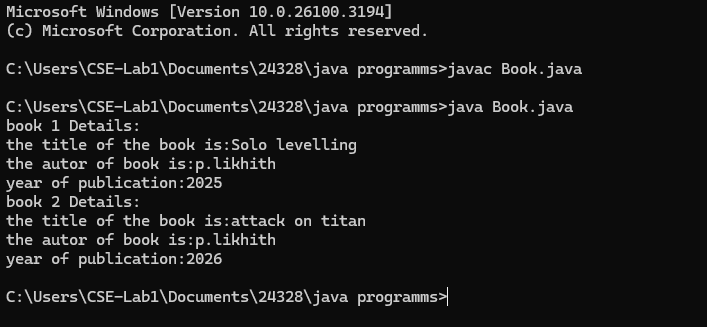 Microsoft Windows [Version 10.0.26100.3194]
(c) Microsoft Corporation. All rights reserved.
C:\Users\CSE-Lab1\Documents\24328\java programms>javac Book.java
C:\Users\CSE-Lab1\Documents\24328\java programms>java Book.java
book 1 Details:
the title of the book is:Solo levelling
the autor of book is:p.likhith
year of publication:2025
book 2 Details:
the title of the book is:attack on titan
the autor of book is:p.likhith
year of publication:2026
C:\Users\CSE-Lab1\Documents\24328\java programms>